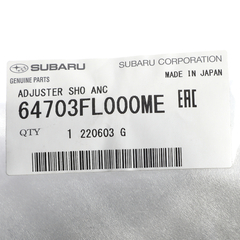 SUBARU
SUBARU CORPORATION
GENUINE PARTS
MADE IN JAPAN
ADJUSTER SHO ANC
64703FL000ME
EAC
QTY 1 220603 G